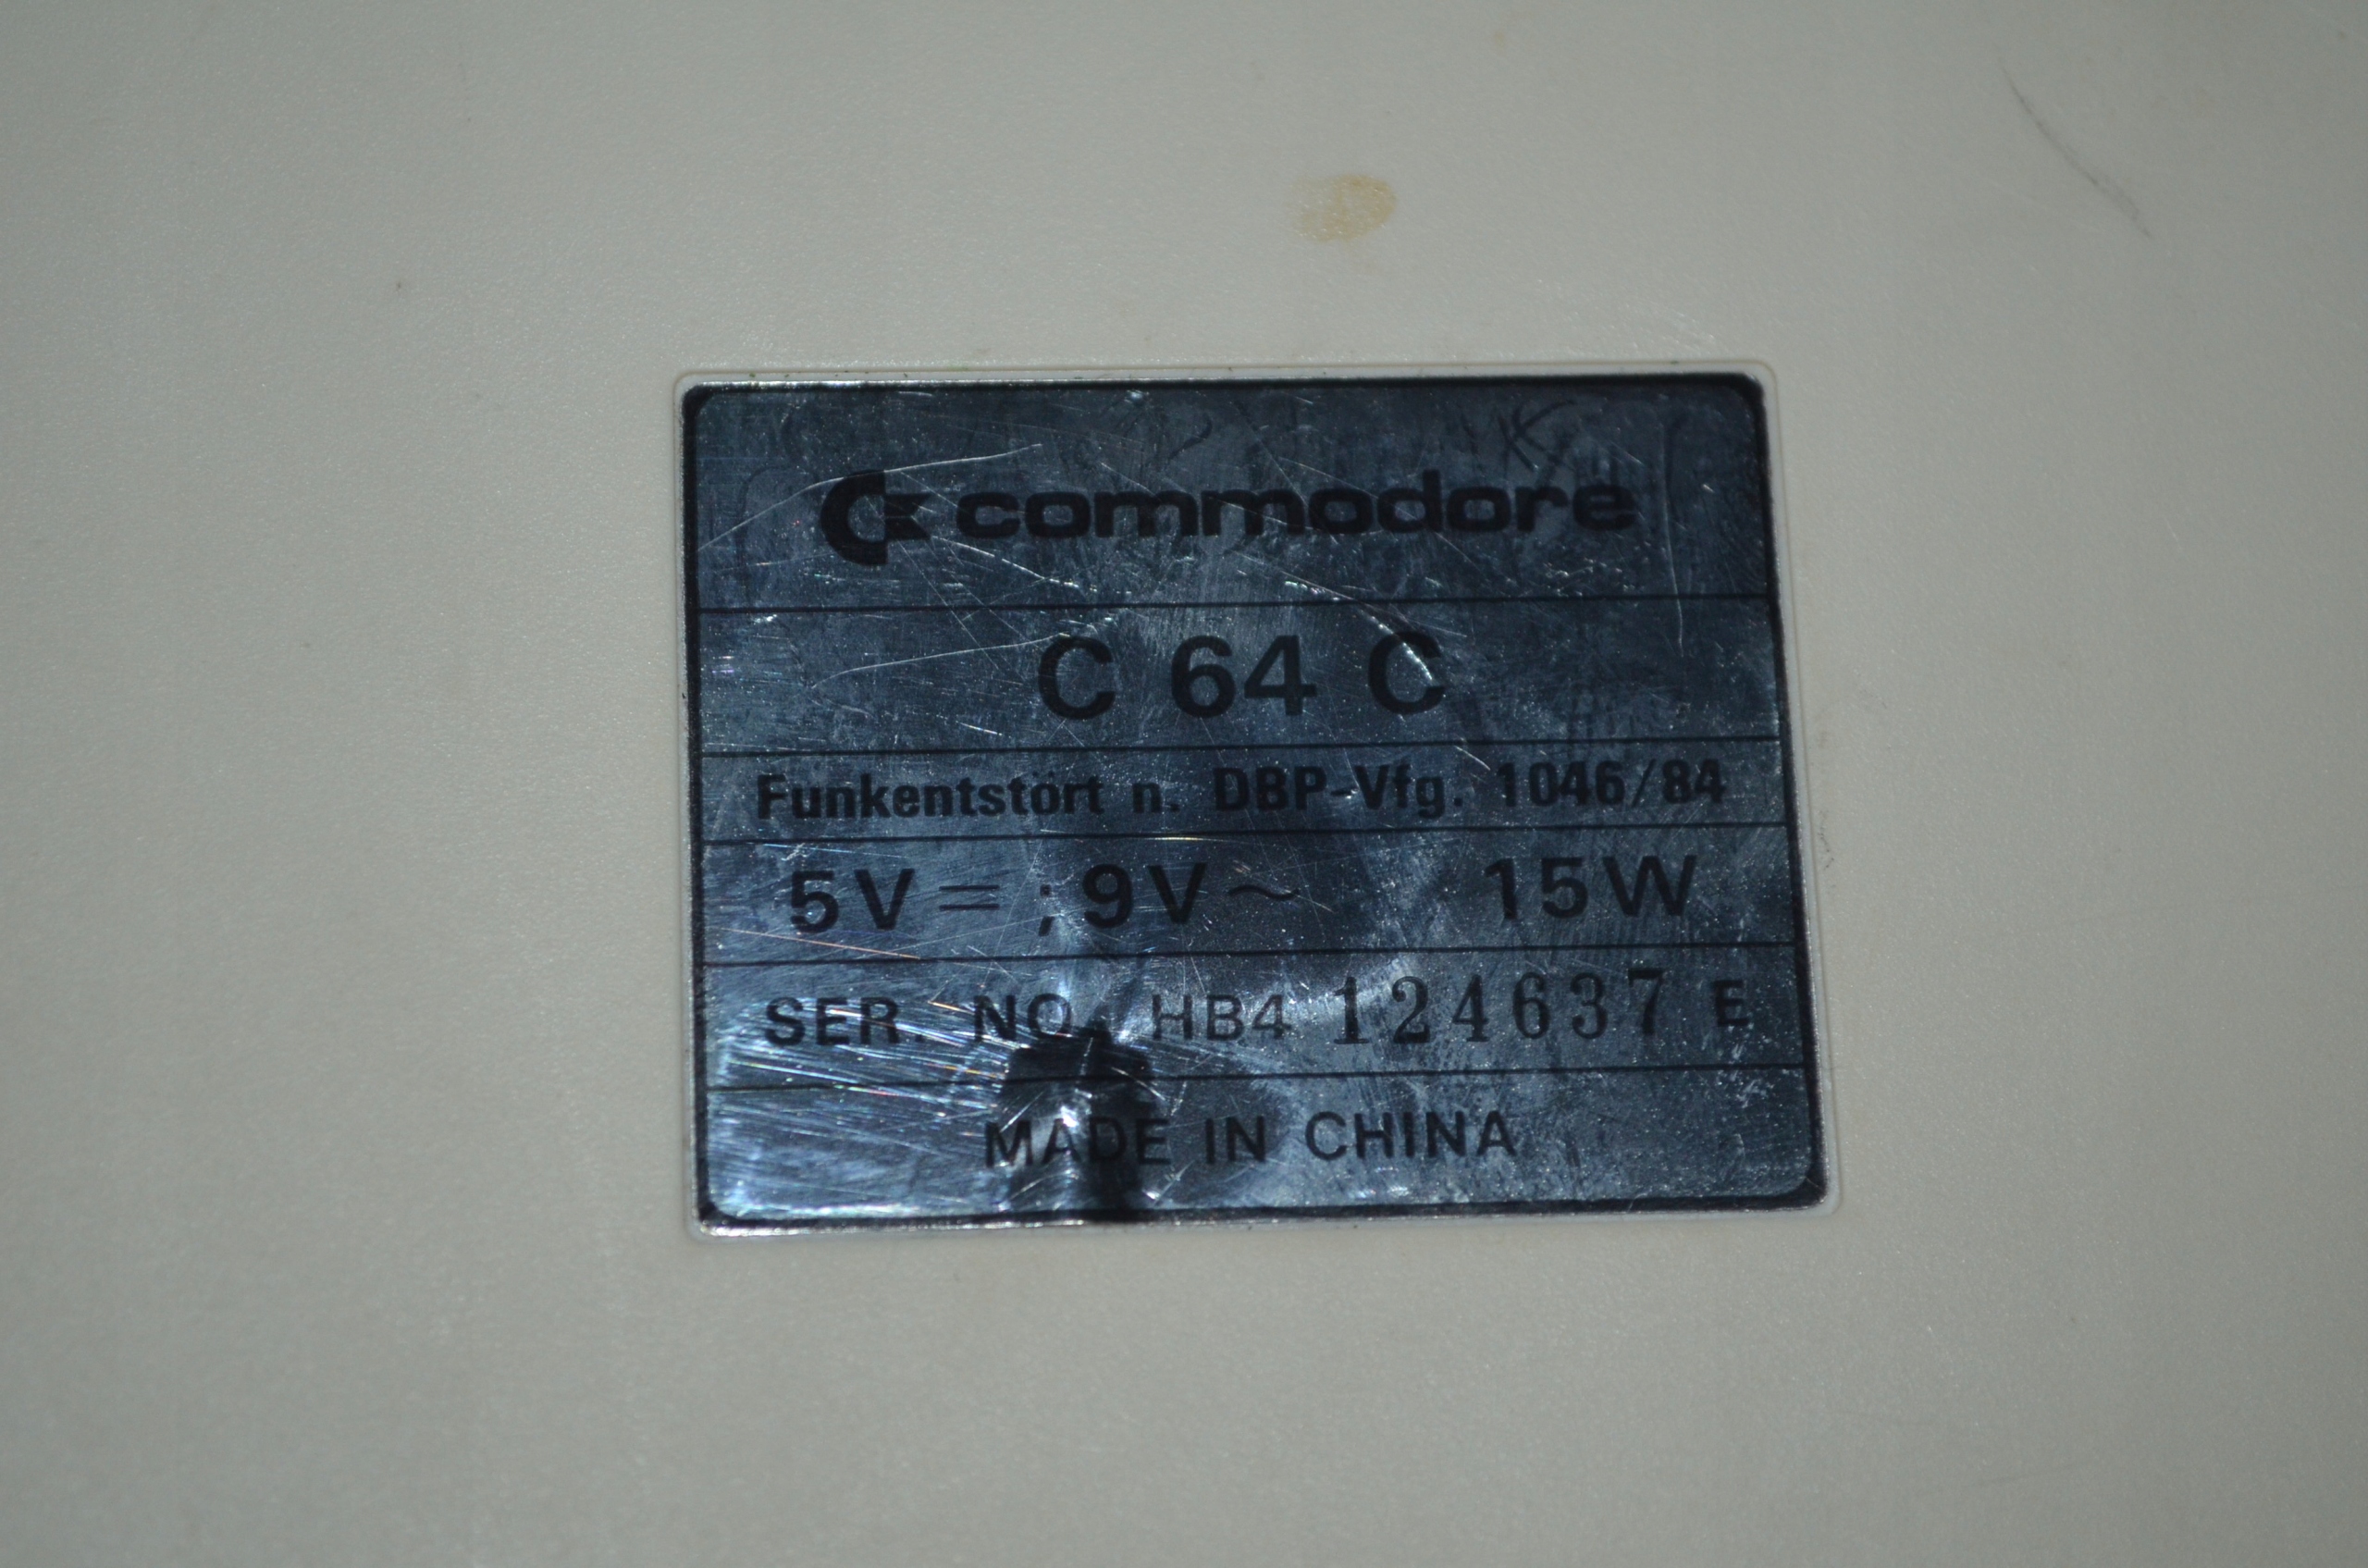 commodore
C 64 C
Funkentstört n. DBP-Vfg. 1046/84
5V = ; 9V ~ 15W
SER. NO. HB4 124637 E
MADE IN CHINA